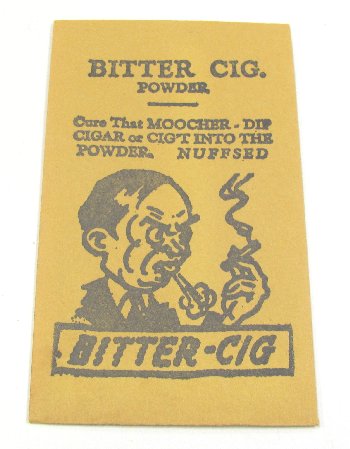 BITTER CIG.
POWDER
Cure That MOOCHER - DIP
CIGAR or CIG'T INTO THE
POWDER. NUFFSED
BITTER-CIG